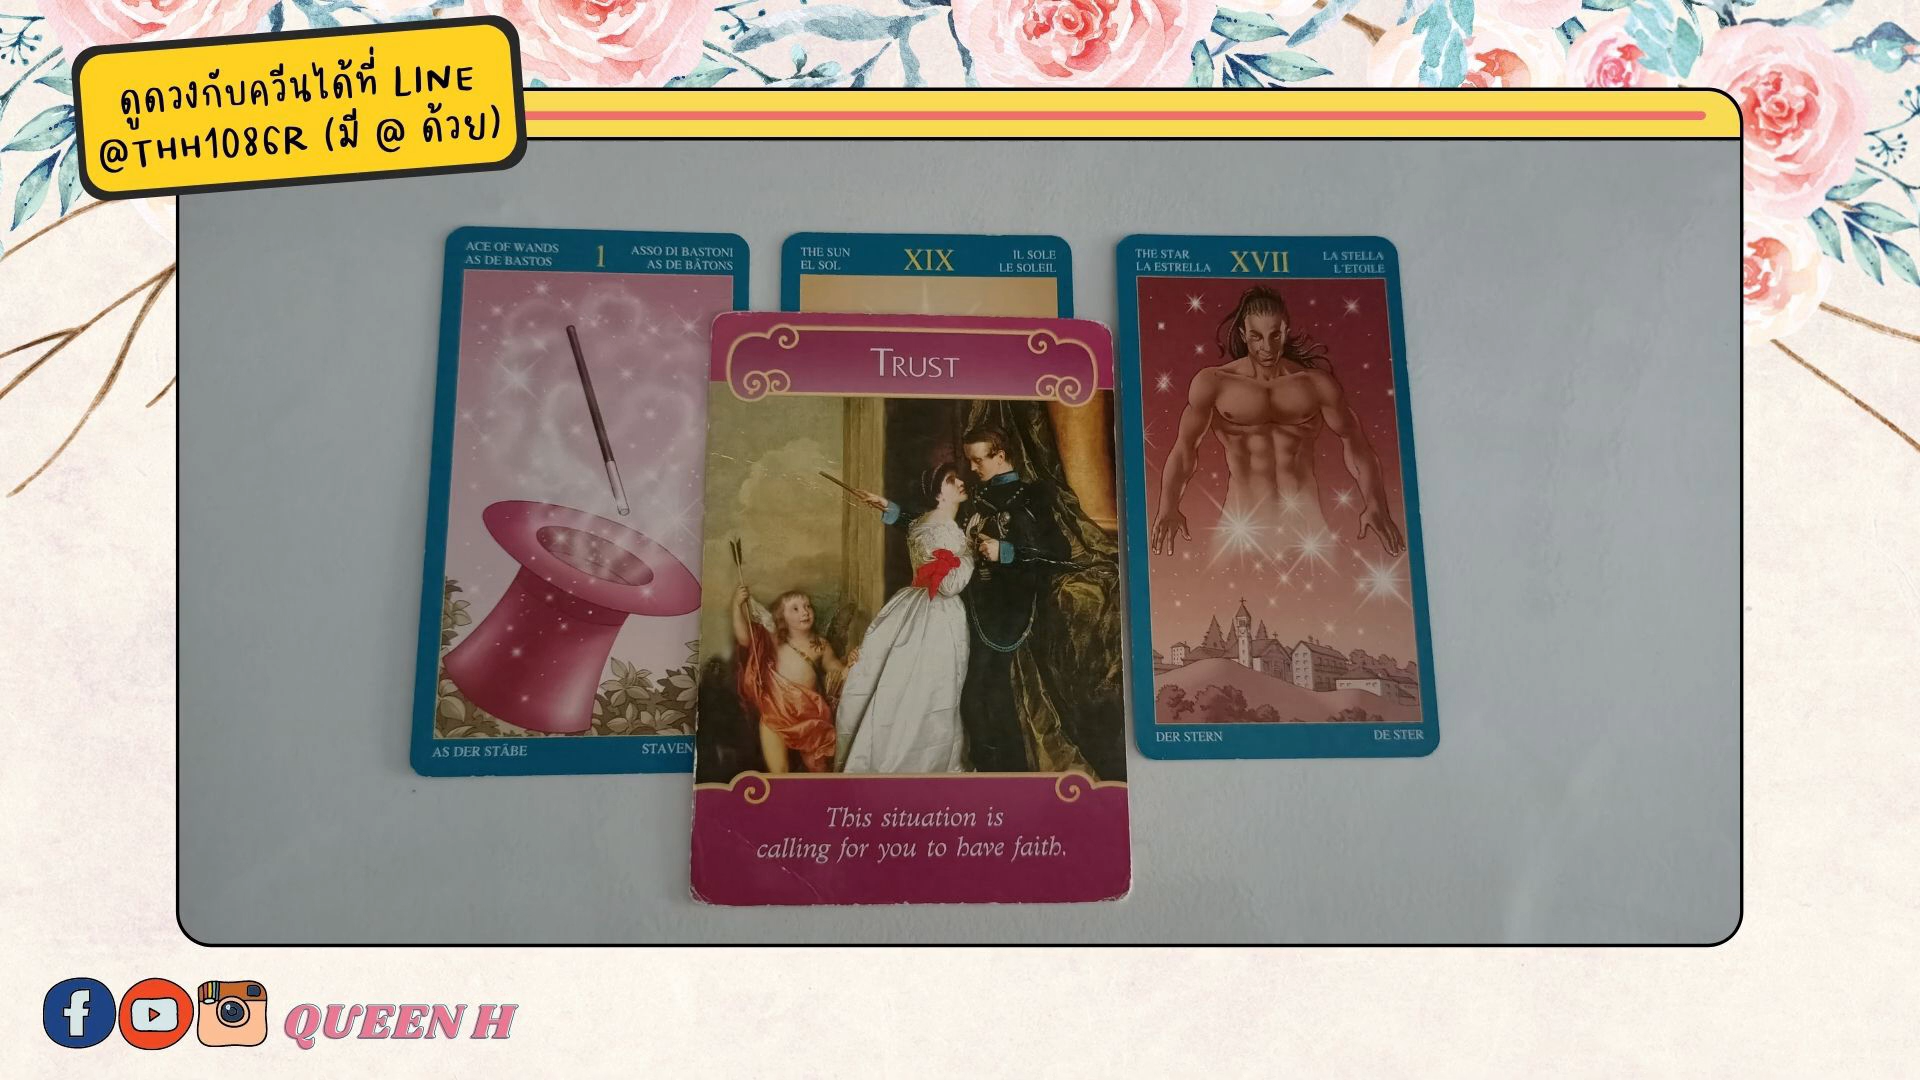 ดูดวงกับควีนได้ที่ LINE
@THH1086R (มี @ ด้วย)
ACE OF WANDS
AS DE BASTOS
1
ASSO DI BASTONI
AS DE BÂTONS
THE SUN
EL SOL
XIX
IL SOLE
LE SOLEIL
THE STAR
LA ESTRELLA
XVII
LA STELLA
L'ETOILE
TRUST
AS DER STÄBE
STAVEN
DER STERN
DE STER
This situation is
calling for you to have faith.
QUEEN H